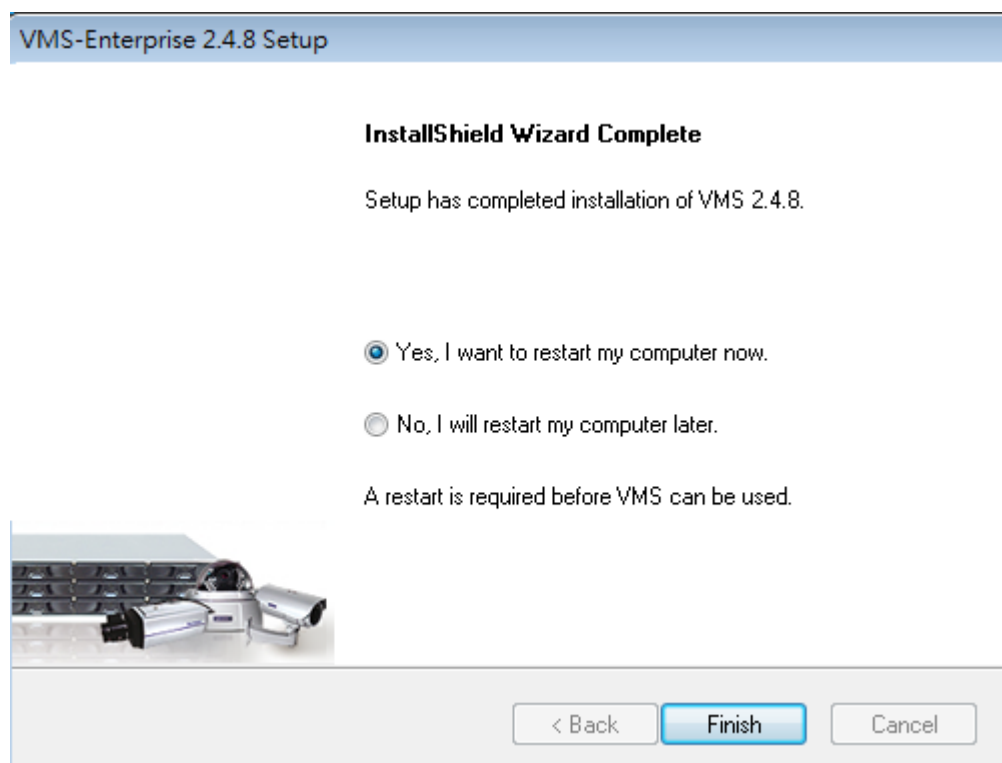 VMS-Enterprise 2.4.8 Setup
InstallShield Wizard Complete
Setup has completed installation of VMS 2.4.8.
Yes, I want to restart my computer now.
No, I will restart my computer later.
A restart is required before VMS can be used.
< Back Finish Cancel